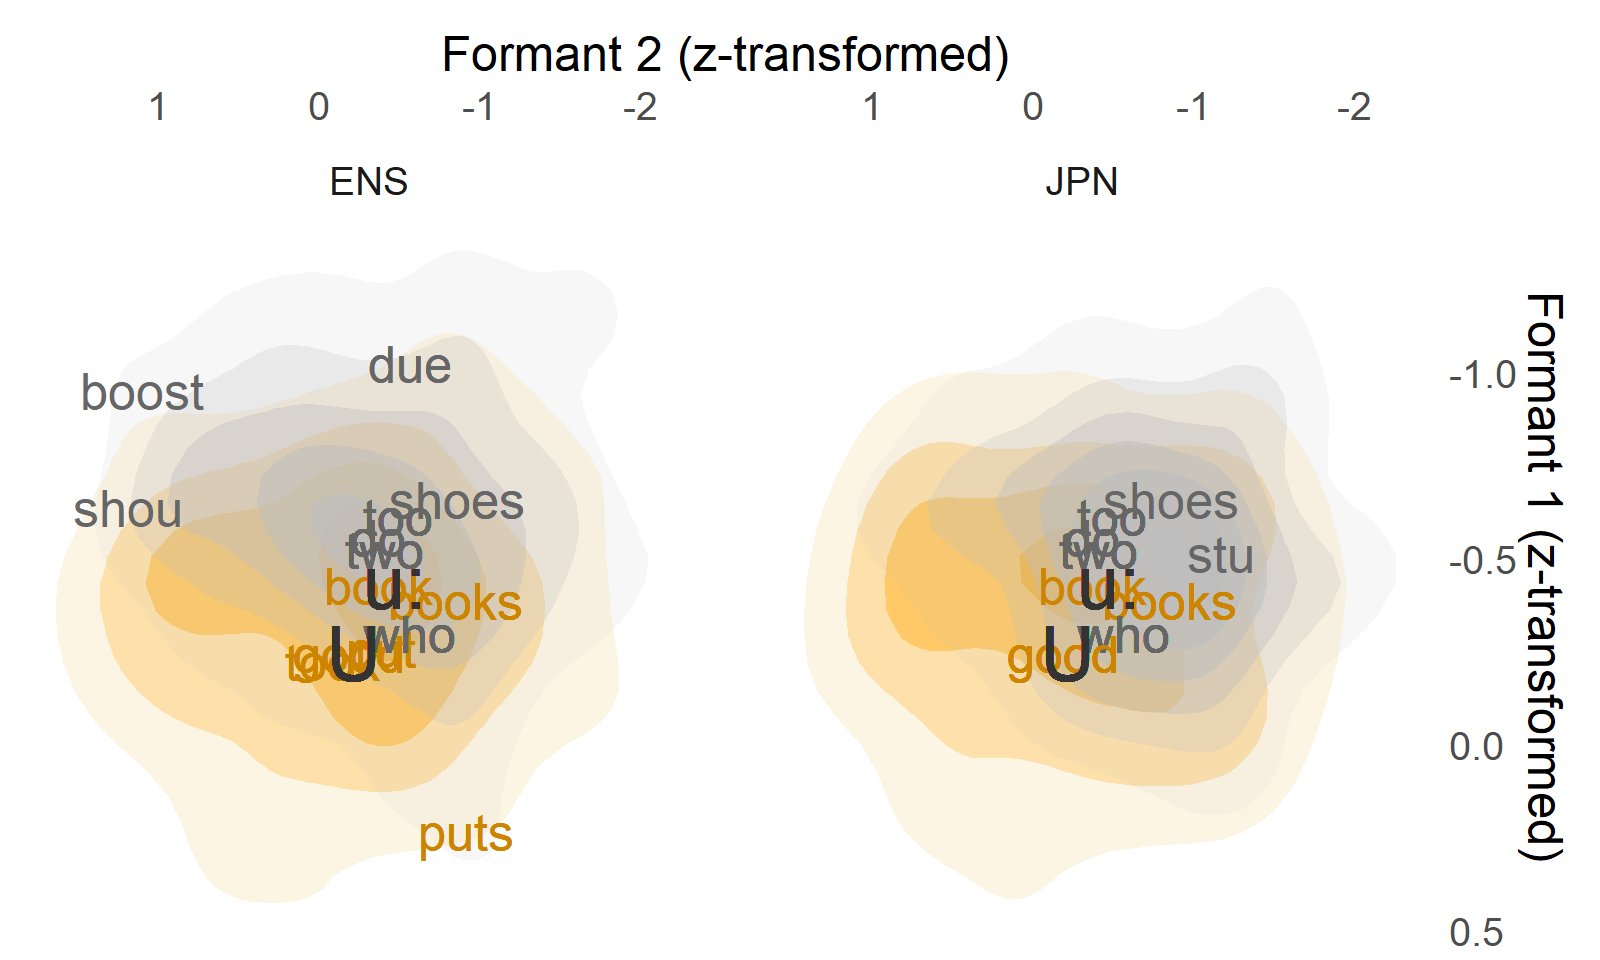 Formant 2 (z-transformed)
1 0 -1 -2 1 0 -1 -2
ENS JPN
due
boost
shou
shoes
too
do
two
book
u:
books
who
put
good
took
U
puts
shoes
too
do
two
stu
book
u:
books
who
good
U
-1.0
-0.5
0.0
0.5
Formant 1 (z-transformed)